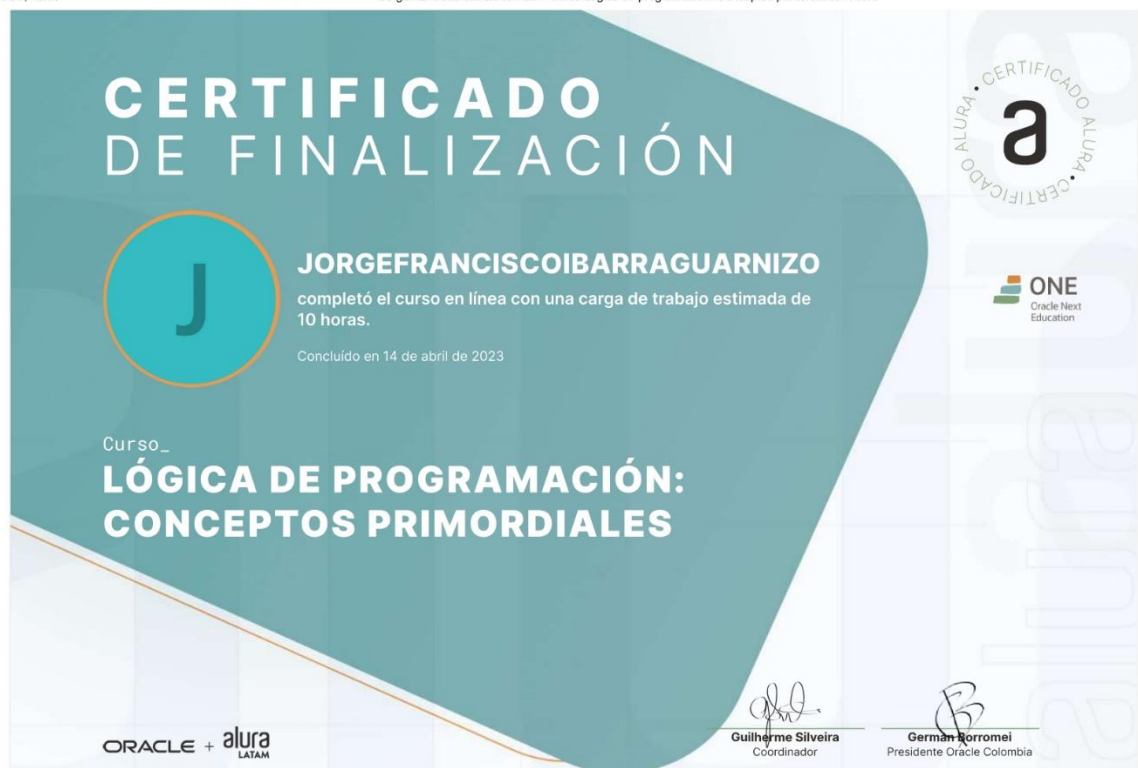 CERTIFICADO
DE FINALIZACIÓN
CERTIFICADO ALURA • CERTIFICADO ALURA •
a
J
JORGEFRANCISCOIBARRAGUARNIZO
completó el curso en línea con una carga de trabajo estimada de
10 horas.
Concluído en 14 de abril de 2023
ONE
Oracle Next
Education
Curso_
LÓGICA DE PROGRAMACIÓN:
CONCEPTOS PRIMORDIALES
alura
ORACLE + alura
LATAM
Guilherme Silveira
Coordinador
German Borromei
Presidente Oracle Colombia